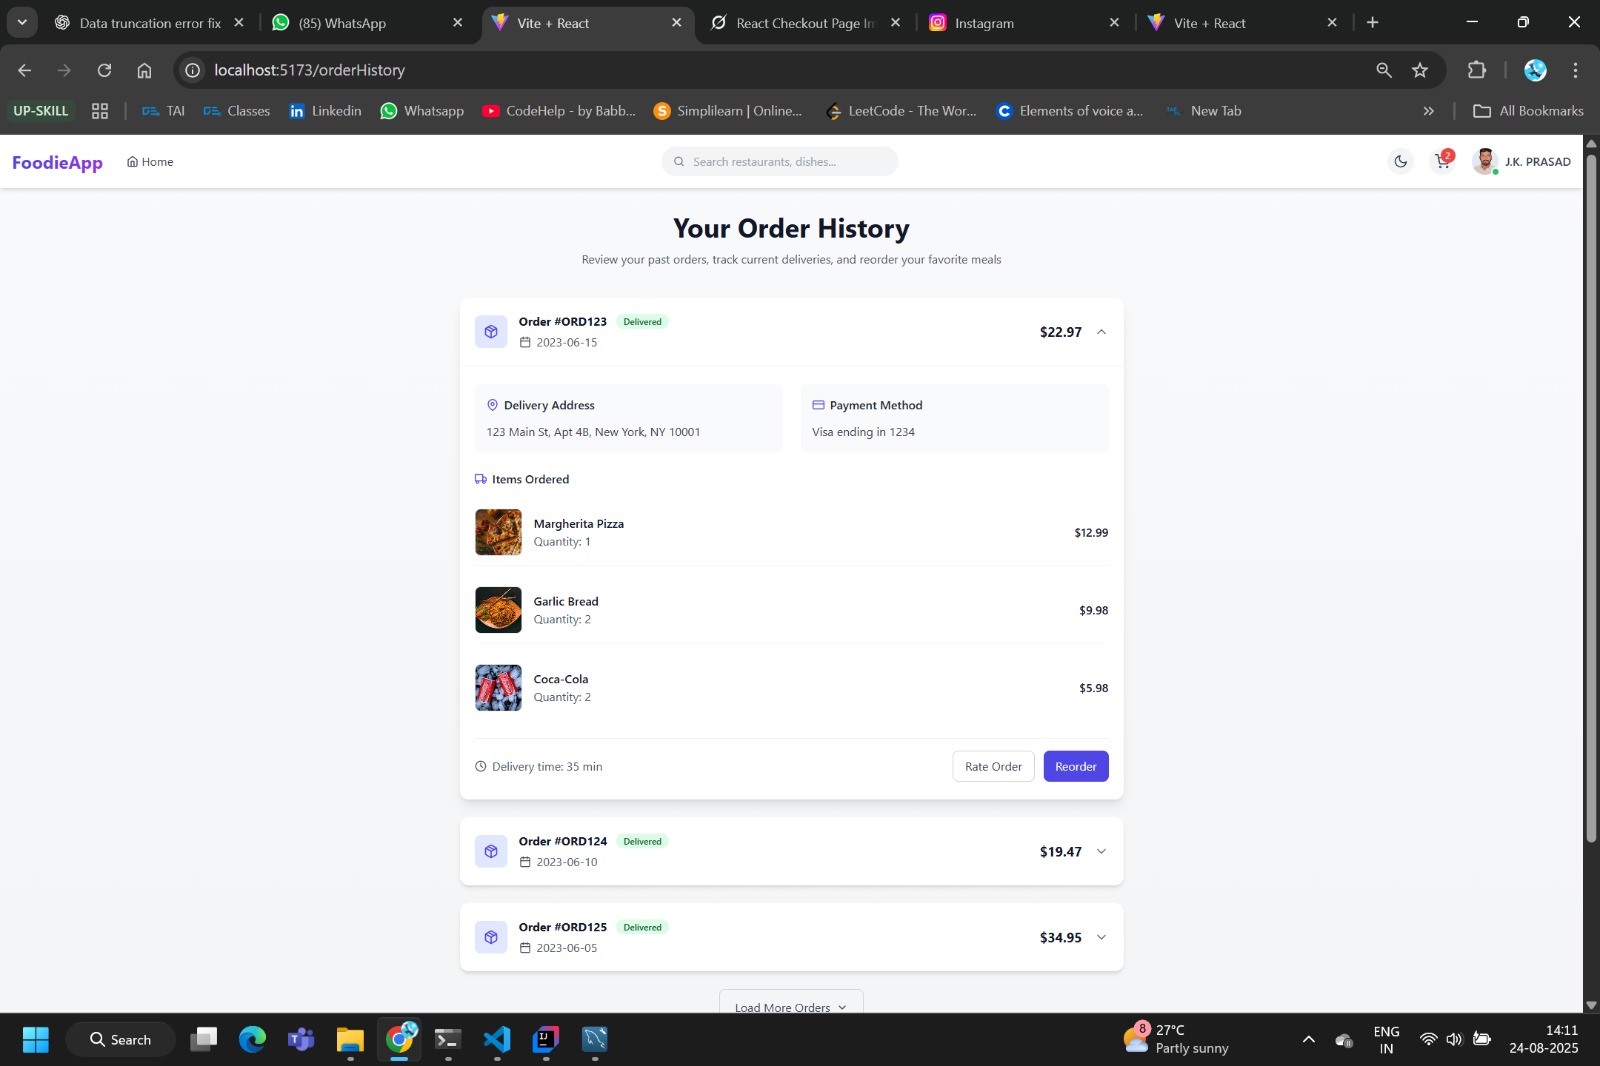 Data truncation error fix
(85) WhatsApp
Vite + React
React Checkout Page In
Instagram
Vite + React
localhost:5173/orderHistory
UP-SKILL
TAI
Classes
Linkedin
Whatsapp
CodeHelp - by Babb...
Simplilearn | Online...
LeetCode - The Wor...
Elements of voice a...
New Tab
All Bookmarks
FoodieApp
Home
Search restaurants, dishes...
2
J.K. PRASAD
Your Order History
Review your past orders, track current deliveries, and reorder your favorite meals
Order #ORD123 Delivered
2023-06-15
$22.97
Delivery Address
123 Main St, Apt 4B, New York, NY 10001
Payment Method
Visa ending in 1234
Items Ordered
Margherita Pizza
Quantity: 1
$12.99
Garlic Bread
Quantity: 2
$9.98
Coca-Cola
Quantity: 2
$5.98
Delivery time: 35 min
Rate Order
Reorder
Order #ORD124 Delivered
2023-06-10
$19.47
Order #ORD125 Delivered
2023-06-05
$34.95
Load More Orders
Search
8
27°C
Partly sunny
ENG
IN
14:11
24-08-2025